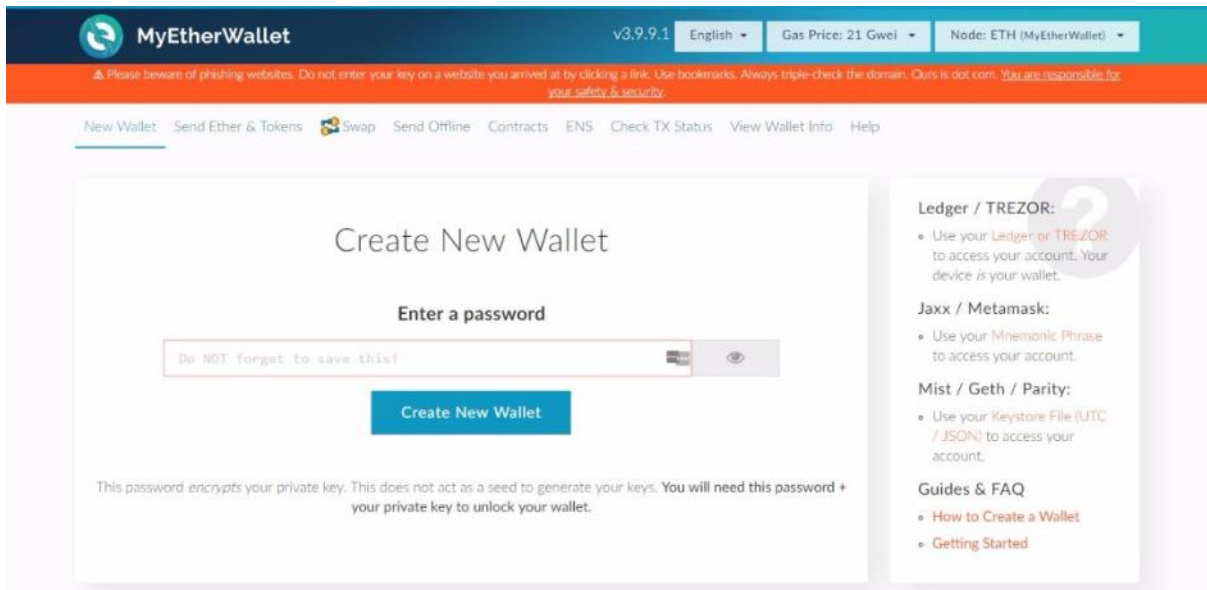 MyEtherWallet
v3.9.9.1 English Gas Price: 21 Gwei Node: ETH (MyEtherWallet)
Please beware of phishing websites. Do not enter your key on a website you arrived at by clicking a link. Use bookmarks. Always triple-check the domain. Ours is dot com. You are responsible for
your safety & security.
New Wallet Send Ether & Tokens Swap Send Offline Contracts ENS Check TX Status View Wallet Info Help
Create New Wallet
Enter a password
Do NOT forget to save this!
Create New Wallet
This password encrypts your private key. This does not act as a seed to generate your keys. You will need this password +
your private key to unlock your wallet.
Ledger / TREZOR:
Use your Ledger or TREZOR
to access your account. Your
device is your wallet.
Jaxx / Metamask:
Use your Mnemonic Phrase
to access your account.
Mist / Geth / Parity:
Use your Keystore File (UTC
/ JSON) to access your
account.
Guides & FAQ
How to Create a Wallet
Getting Started